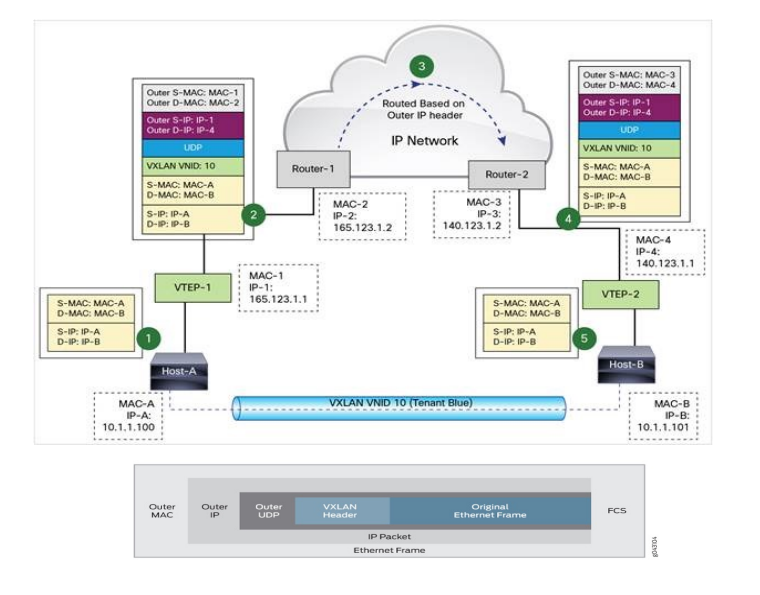 Outer S-MAC: MAC-1
Outer D-MAC: MAC-2
Outer S-IP: IP-1
Outer D-IP: IP-4
UDP
VXLAN VNID: 10
S-MAC: MAC-A
D-MAC: MAC-B
S-IP: IP-A
D-IP: IP-B
2
3
Routed Based on
Outer IP header
IP Network
Router-1
Router-2
MAC-2
IP-2:
165.123.1.2
MAC-3
IP-3:
140.123.1.2
Outer S-MAC: MAC-3
Outer D-MAC: MAC-4
Outer S-IP: IP-1
Outer D-IP: IP-4
UDP
VXLAN VNID: 10
S-MAC: MAC-A
D-MAC: MAC-B
S-IP: IP-A
D-IP: IP-B
4
MAC-4
IP-4:
140.123.1.1
VTEP-1
MAC-1
IP-1:
165.123.1.1
VTEP-2
S-MAC: MAC-A
D-MAC: MAC-B
S-IP: IP-A
D-IP: IP-B
1
S-MAC: MAC-A
D-MAC: MAC-B
S-IP: IP-A
D-IP: IP-B
5
Host-A
Host-B
MAC-A
IP-A:
10.1.1.100
VXLAN VNID 10 (Tenant Blue)
MAC-B
IP-B:
10.1.1.101
Outer
MAC
Outer
IP
Outer
UDP
VXLAN
Header
Original
Ethernet Frame
FCS
IP Packet
Ethernet Frame